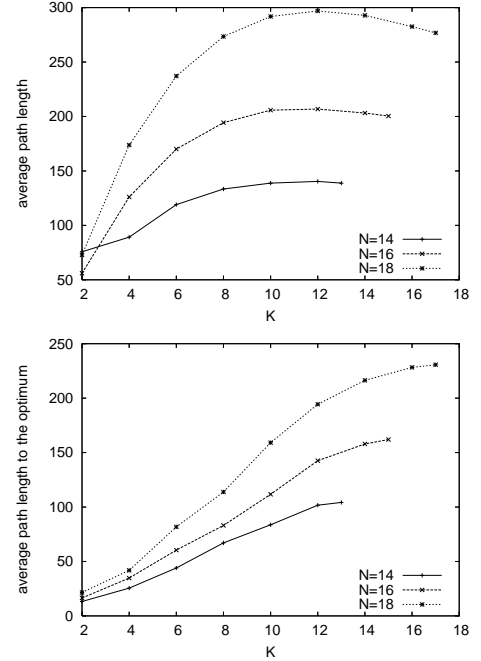 300
250
200
150
100
50
average path length
N=14
N=16
N=18
2 4 6 8 10 12 14 16 18
K
250
200
150
100
50
0
average path length to the optimum
N=14
N=16
N=18
2 4 6 8 10 12 14 16 18
K